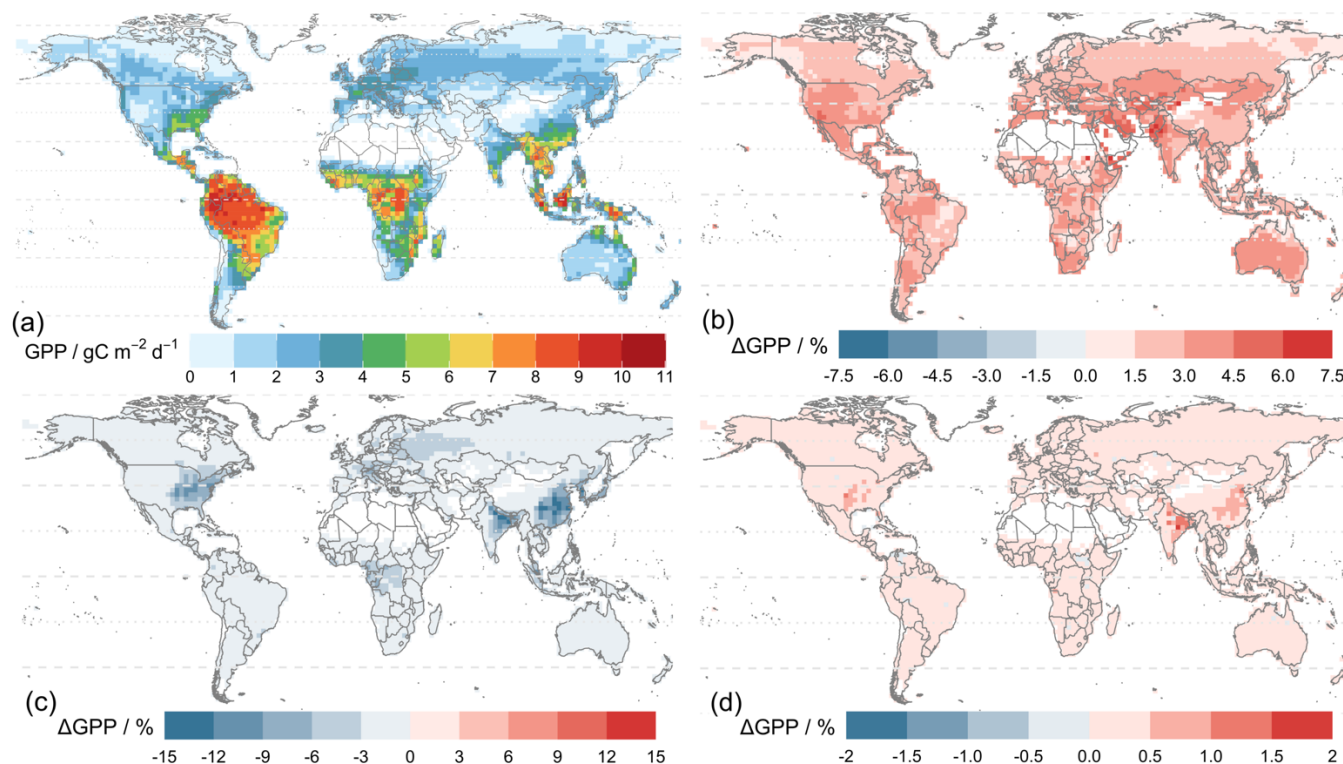 (a)
GPP / gC m⁻² d⁻¹
0 1 2 3 4 5 6 7 8 9 10 11
(b)
ΔGPP / %
-7.5 -6.0 -4.5 -3.0 -1.5 0.0 1.5 3.0 4.5 6.0 7.5
(c)
ΔGPP / %
-15 -12 -9 -6 -3 0 3 6 9 12 15
(d)
ΔGPP / %
-2 -1.5 -1.0 -0.5 0.0 0.5 1.0 1.5 2